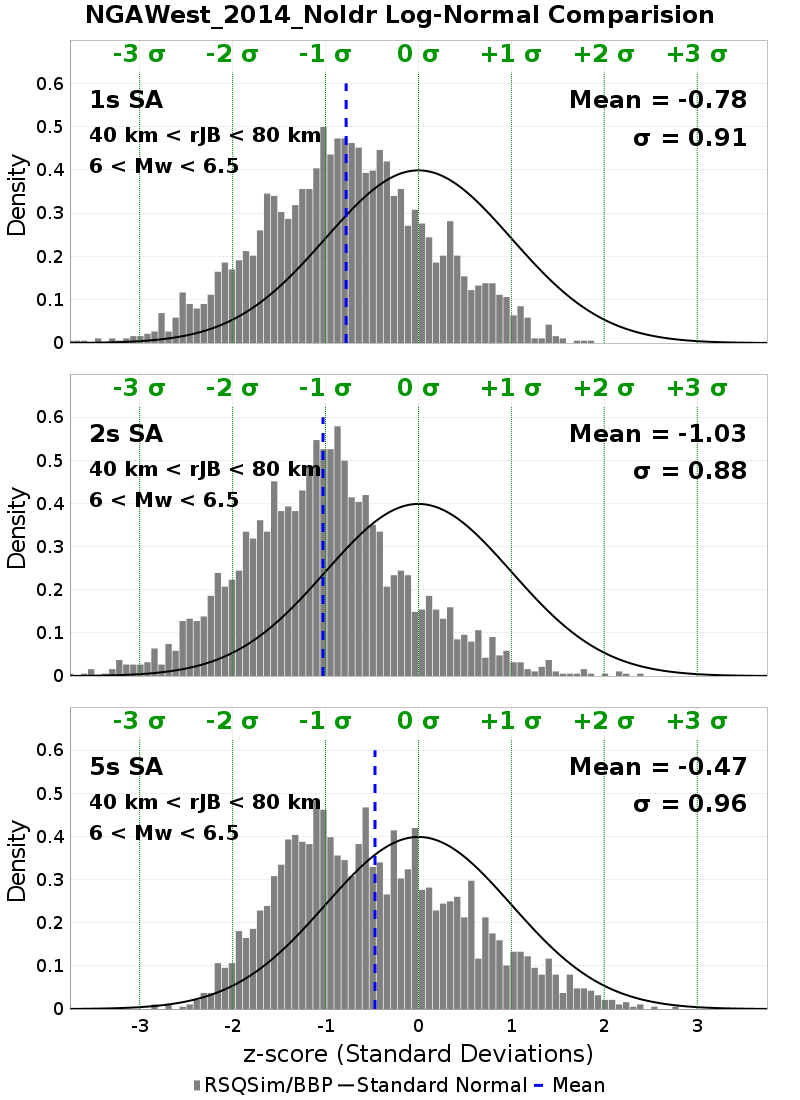 NGAWest_2014_NoIdr Log-Normal Comparision
-3 σ -2 σ -1 σ 0 σ +1 σ +2 σ +3 σ
1s SA
Mean = -0.78
40 km < rJB < 80 km
σ = 0.91
6 < Mw < 6.5
Density
0.6
0.5
0.4
0.3
0.2
0.1
0
-3 σ -2 σ -1 σ 0 σ +1 σ +2 σ +3 σ
2s SA
Mean = -1.03
40 km < rJB < 80 km
σ = 0.88
6 < Mw < 6.5
Density
0.6
0.5
0.4
0.3
0.2
0.1
0
-3 σ -2 σ -1 σ 0 σ +1 σ +2 σ +3 σ
5s SA
Mean = -0.47
40 km < rJB < 80 km
σ = 0.96
6 < Mw < 6.5
Density
0.6
0.5
0.4
0.3
0.2
0.1
0
-3 -2 -1 0 1 2 3
z-score (Standard Deviations)
RSQSim/BBP Standard Normal Mean